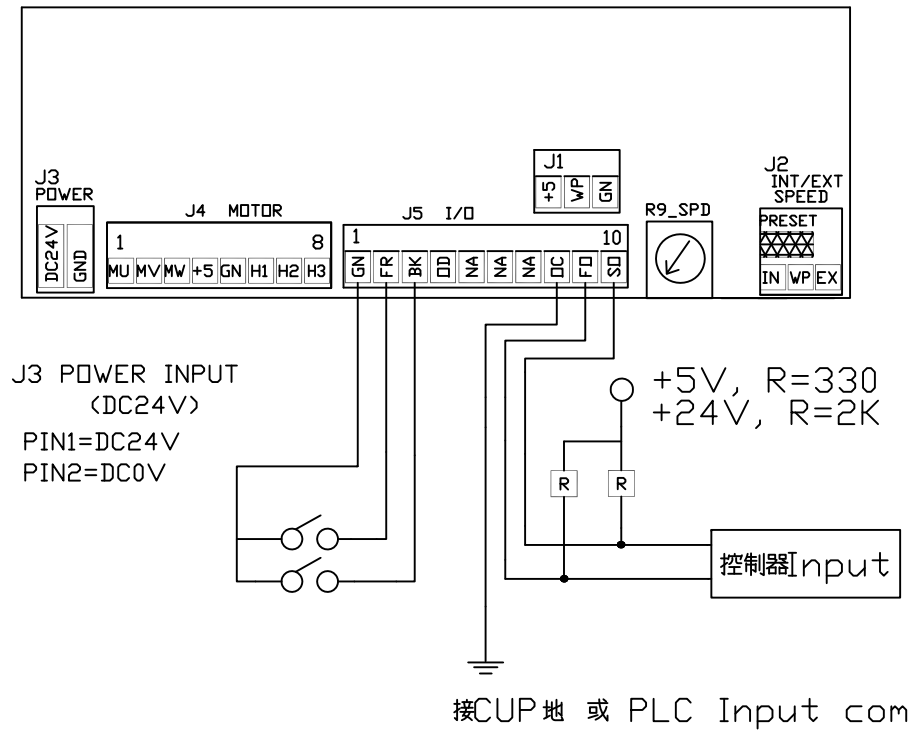 J1
+5 WP GN
J3
POWER
DC24V
GND
J4 MOTOR
1 8
MU MV MW +5 GN H1 H2 H3
J5 I/O
1 10
GN FR BK OD NA NA NA OC FO SO
R9_SPD
J2
INT/EXT
SPEED
PRESET
IN WP EX
J3 POWER INPUT
(DC24V)
PIN1=DC24V
PIN2=DC0V
+5V, R=330
+24V, R=2K
R R
控制器Input
接CUP地 或 PLC Input com